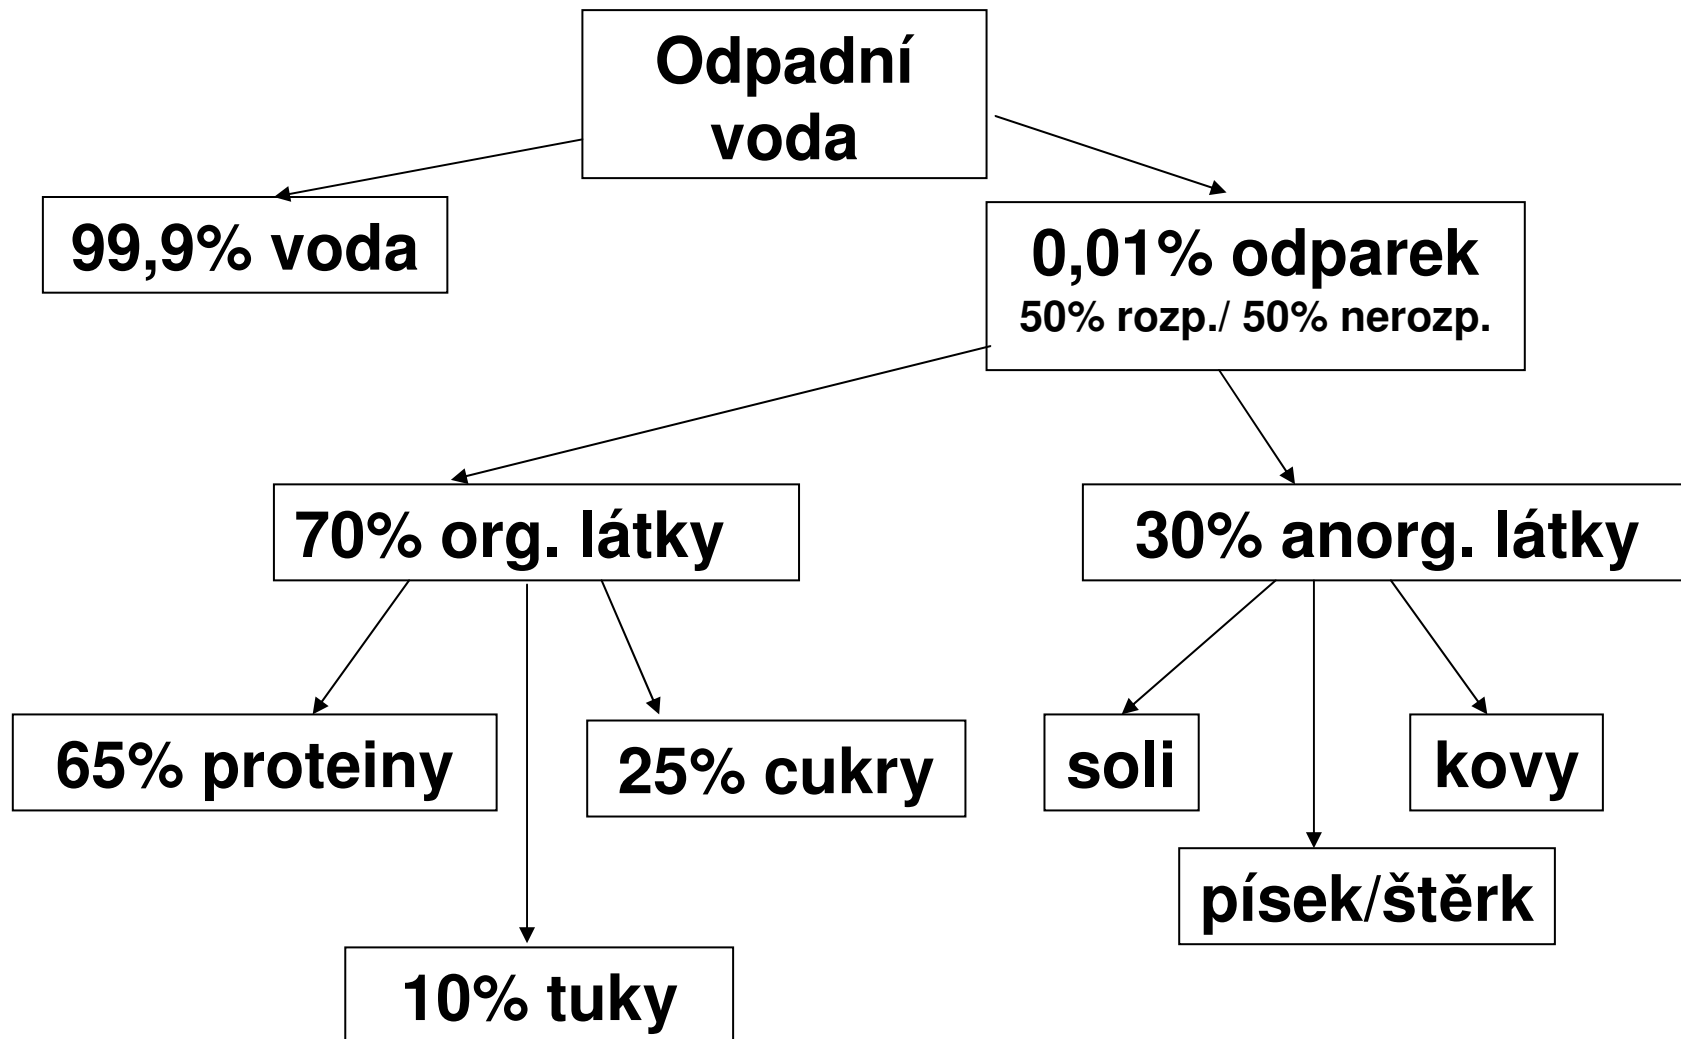 Odpadní
voda
99,9% voda
0,01% odparek
50% rozp./ 50% nerozp.
70% org. látky
30% anorg. látky
65% proteiny
25% cukry
soli
kovy
písek/štěrk
10% tuky